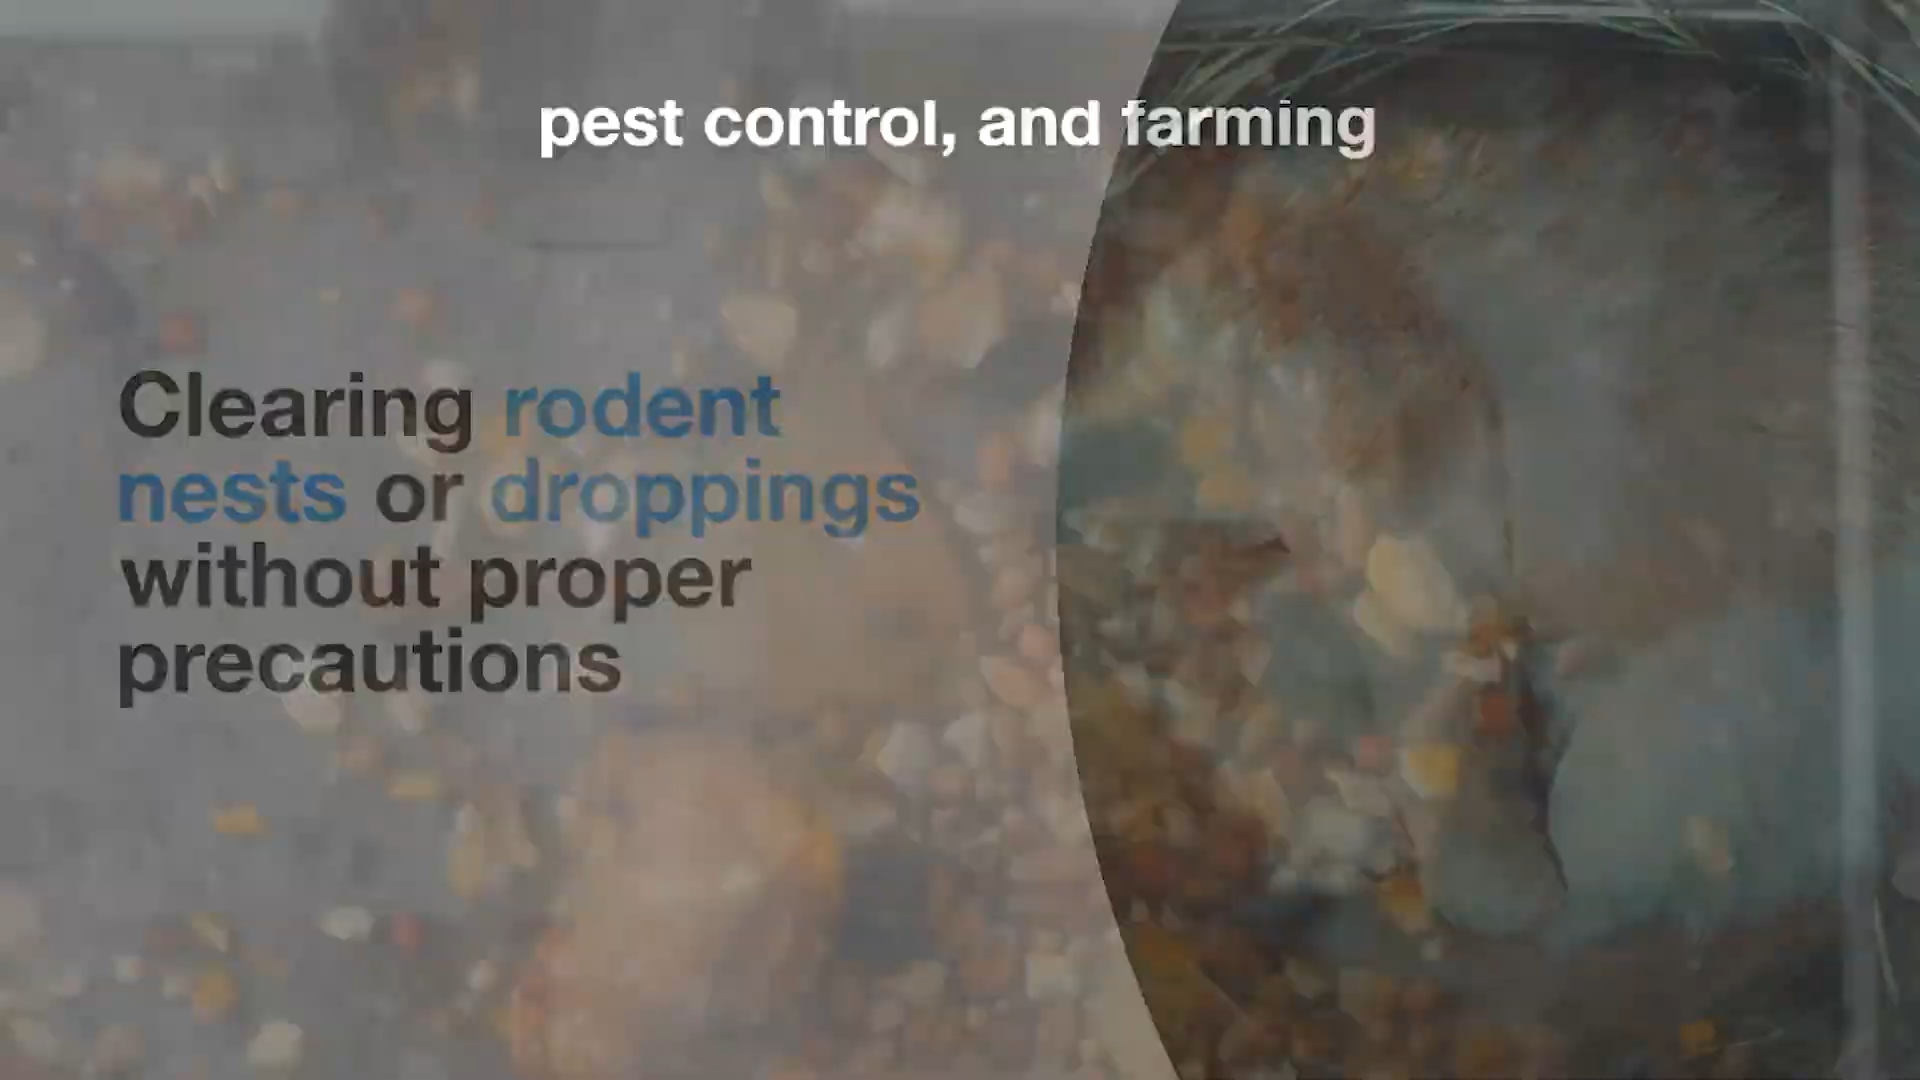 pest control, and farming
Clearing rodent
nests or droppings
without proper
precautions